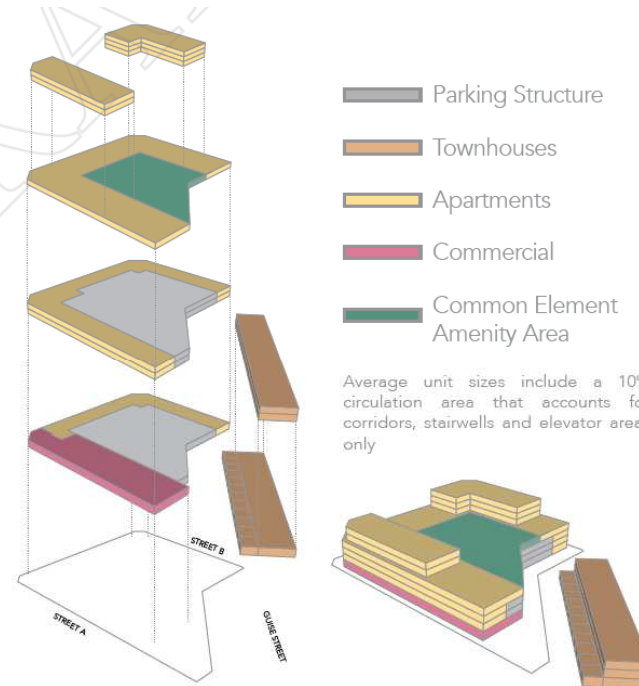 Parking Structure
Townhouses
Apartments
Commercial
Common Element
Amenity Area
Average unit sizes include a 10%
circulation area that accounts
corridors, stairwells and elevator
only
STREET B
STREET A
GUISE STREET